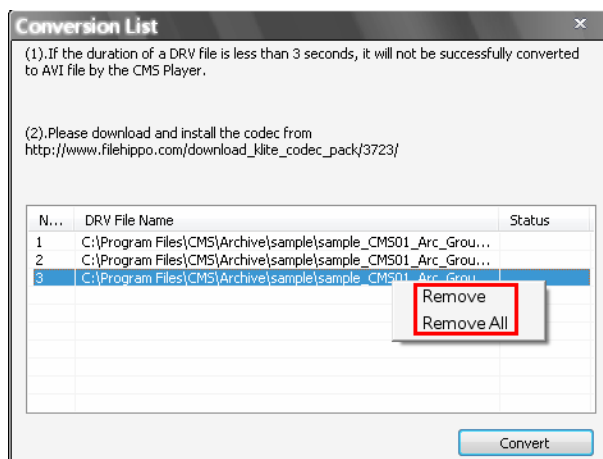 Conversion List
(1).If the duration of a DRV file is less than 3 seconds, it will not be successfully converted
to AVI file by the CMS Player.
(2).Please download and install the codec from
http://www.filehippo.com/download_klite_codec_pack/3723/
N... DRV File Name Status
1 C:\Program Files\CMS\Archive\sample\sample_CMS01_Arc_Grou...
2 C:\Program Files\CMS\Archive\sample\sample_CMS01_Arc_Grou...
3 C:\Program Files\CMS\Archive\sample\sample_CMS01_Arc_Grou...
Remove
Remove All
Convert